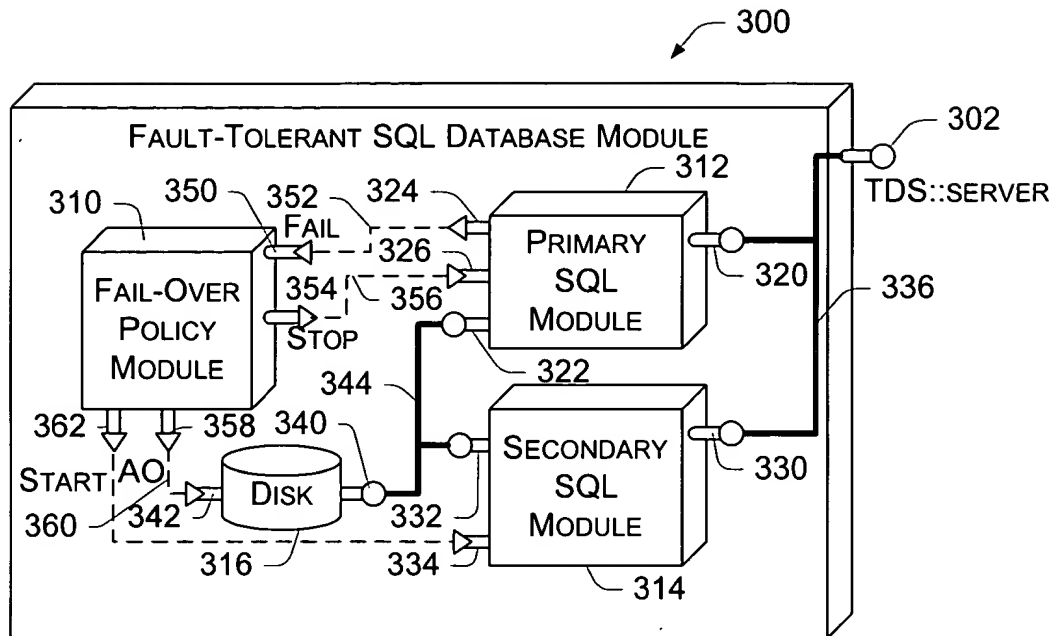 300
FAULT-TOLERANT SQL DATABASE MODULE
302
TDS::SERVER
310
350
352
324
312
FAIL
326
PRIMARY
SQL
MODULE
320
336
FAIL-OVER
POLICY
MODULE
354
356
STOP
322
344
362
358
340
START
AO
DISK
SECONDARY
SQL
MODULE
330
360
342
332
316
334
314